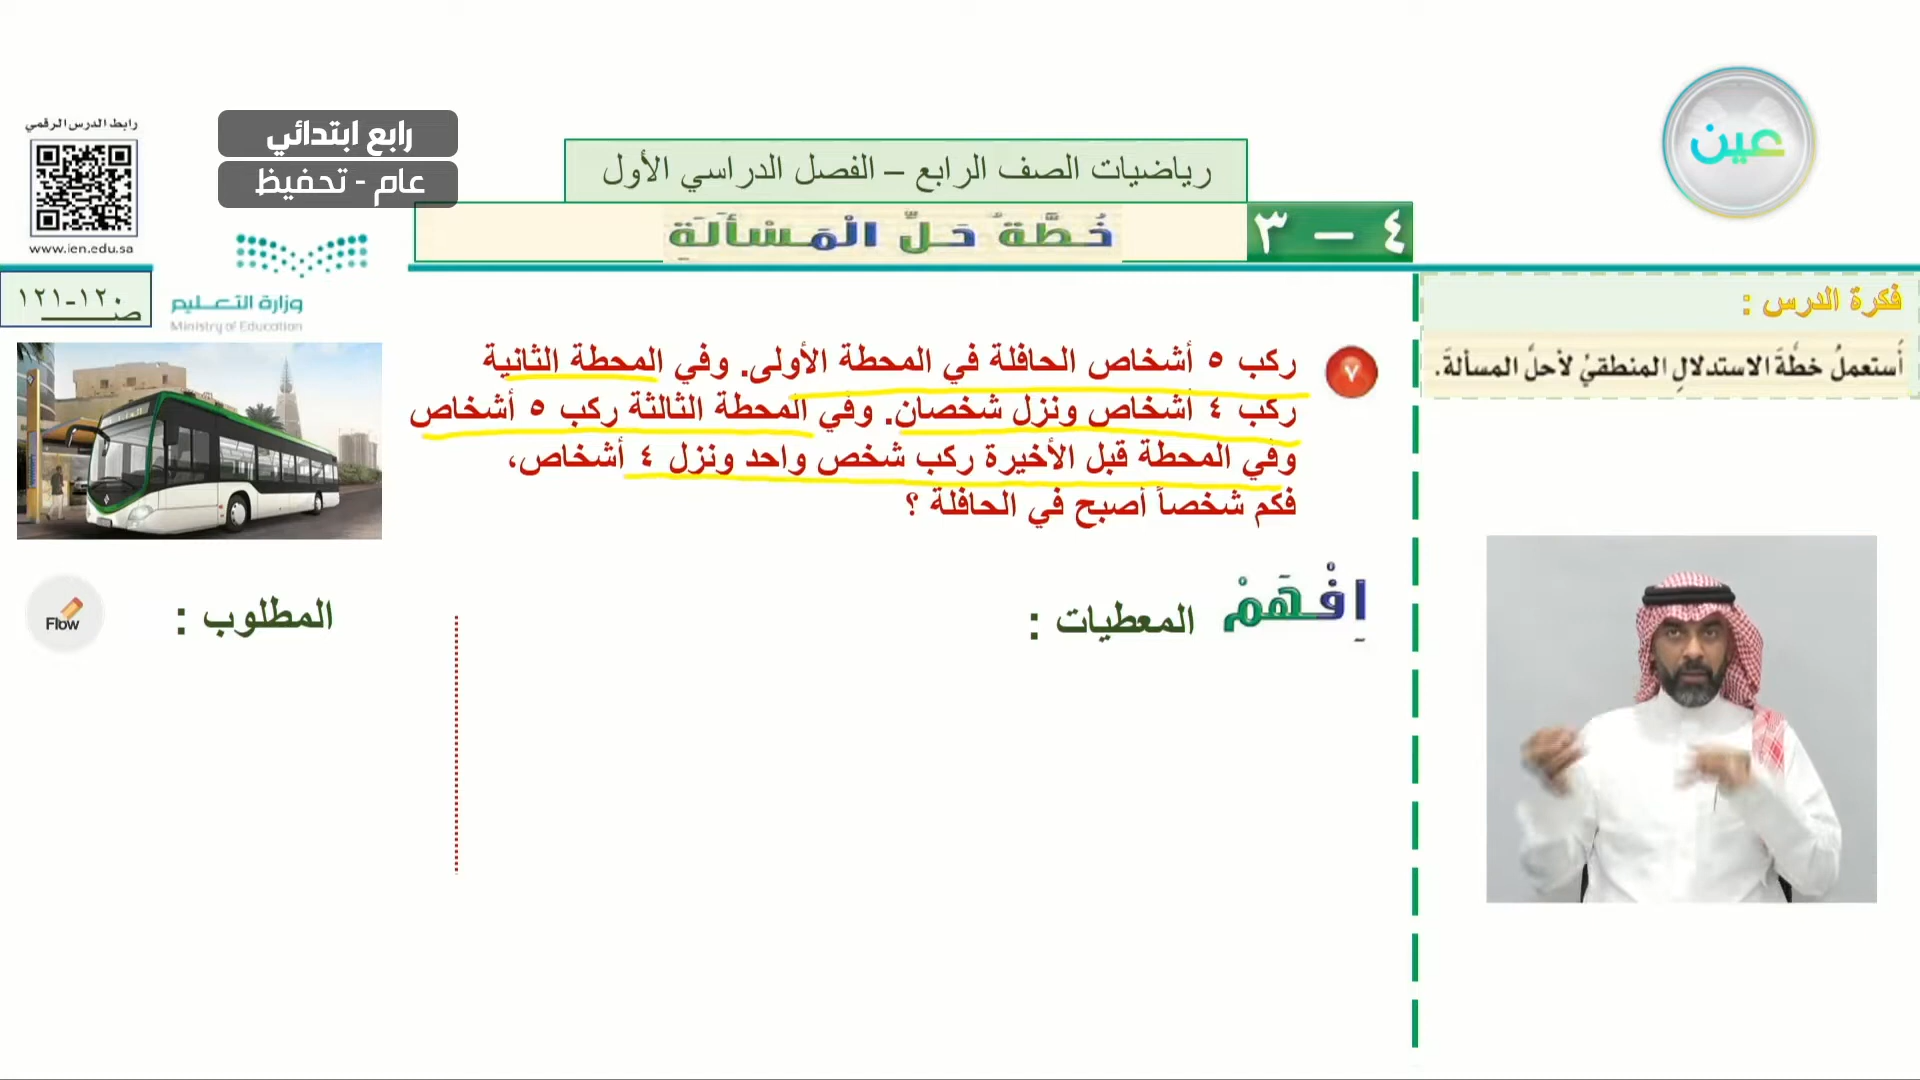 رابط الدرس الرقمي
www.ien.edu.sa
رابع ابتدائي
عام - تحفيظ
عين
رياضيات الصف الرابع – الفصل الدراسي الأول
٤ – ٣
خُطَّةُ حَلِّ الْمَسْأَلَةِ
وزارة التعليم
Ministry of Education
صـ ١٢٠-١٢١
فكرة الدرس :
أستعملُ خطَّةَ الاستدلالِ المنطقيِّ لأحلَّ المسألةَ.
٧
ركب ٥ أشخاص الحافلة في المحطة الأولى. وفي المحطة الثانية
ركب ٤ أشخاص ونزل شخصان. وفي المحطة الثالثة ركب ٥ أشخاص
وفي المحطة قبل الأخيرة ركب شخص واحد ونزل ٤ أشخاص،
فكم شخصاً أصبح في الحافلة ؟
اِفْهَمْ
المعطيات :
المطلوب :
Flow